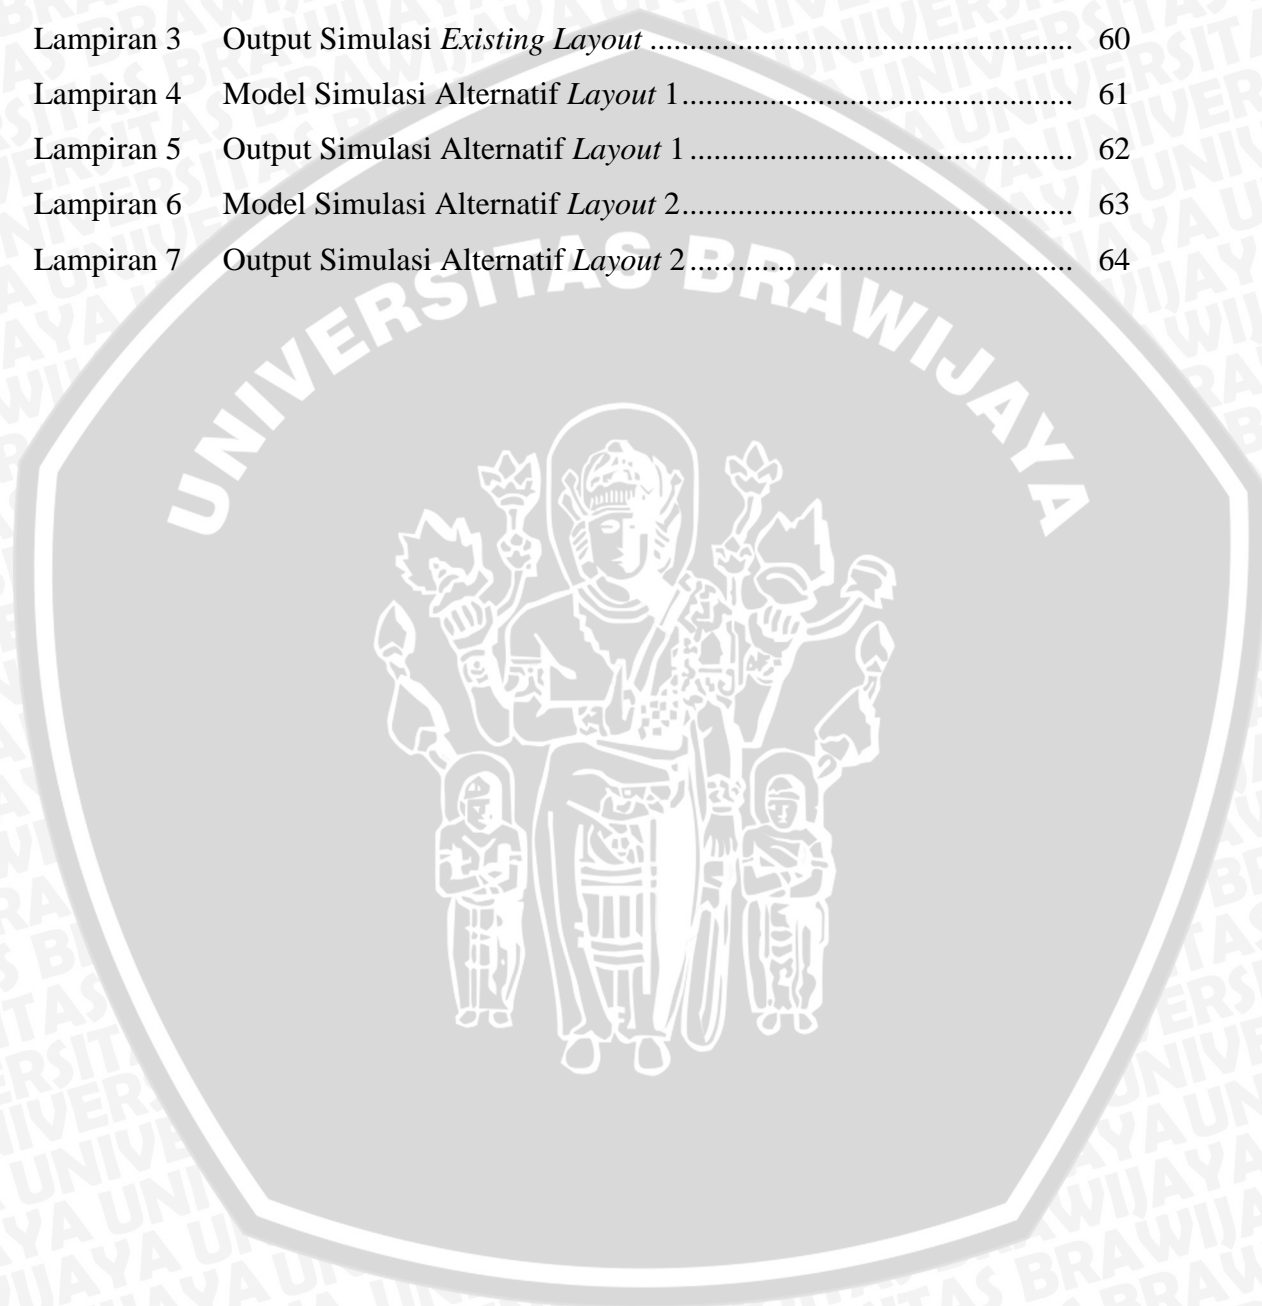 Lampiran 3 Output Simulasi Existing Layout ........................................................................ 60
Lampiran 4 Model Simulasi Alternatif Layout 1.................................................................. 61
Lampiran 5 Output Simulasi Alternatif Layout 1 ................................................................. 62
Lampiran 6 Model Simulasi Alternatif Layout 2.................................................................. 63
Lampiran 7 Output Simulasi Alternatif Layout 2 ................................................................. 64
UNIVERSITAS BRAWIJAYA